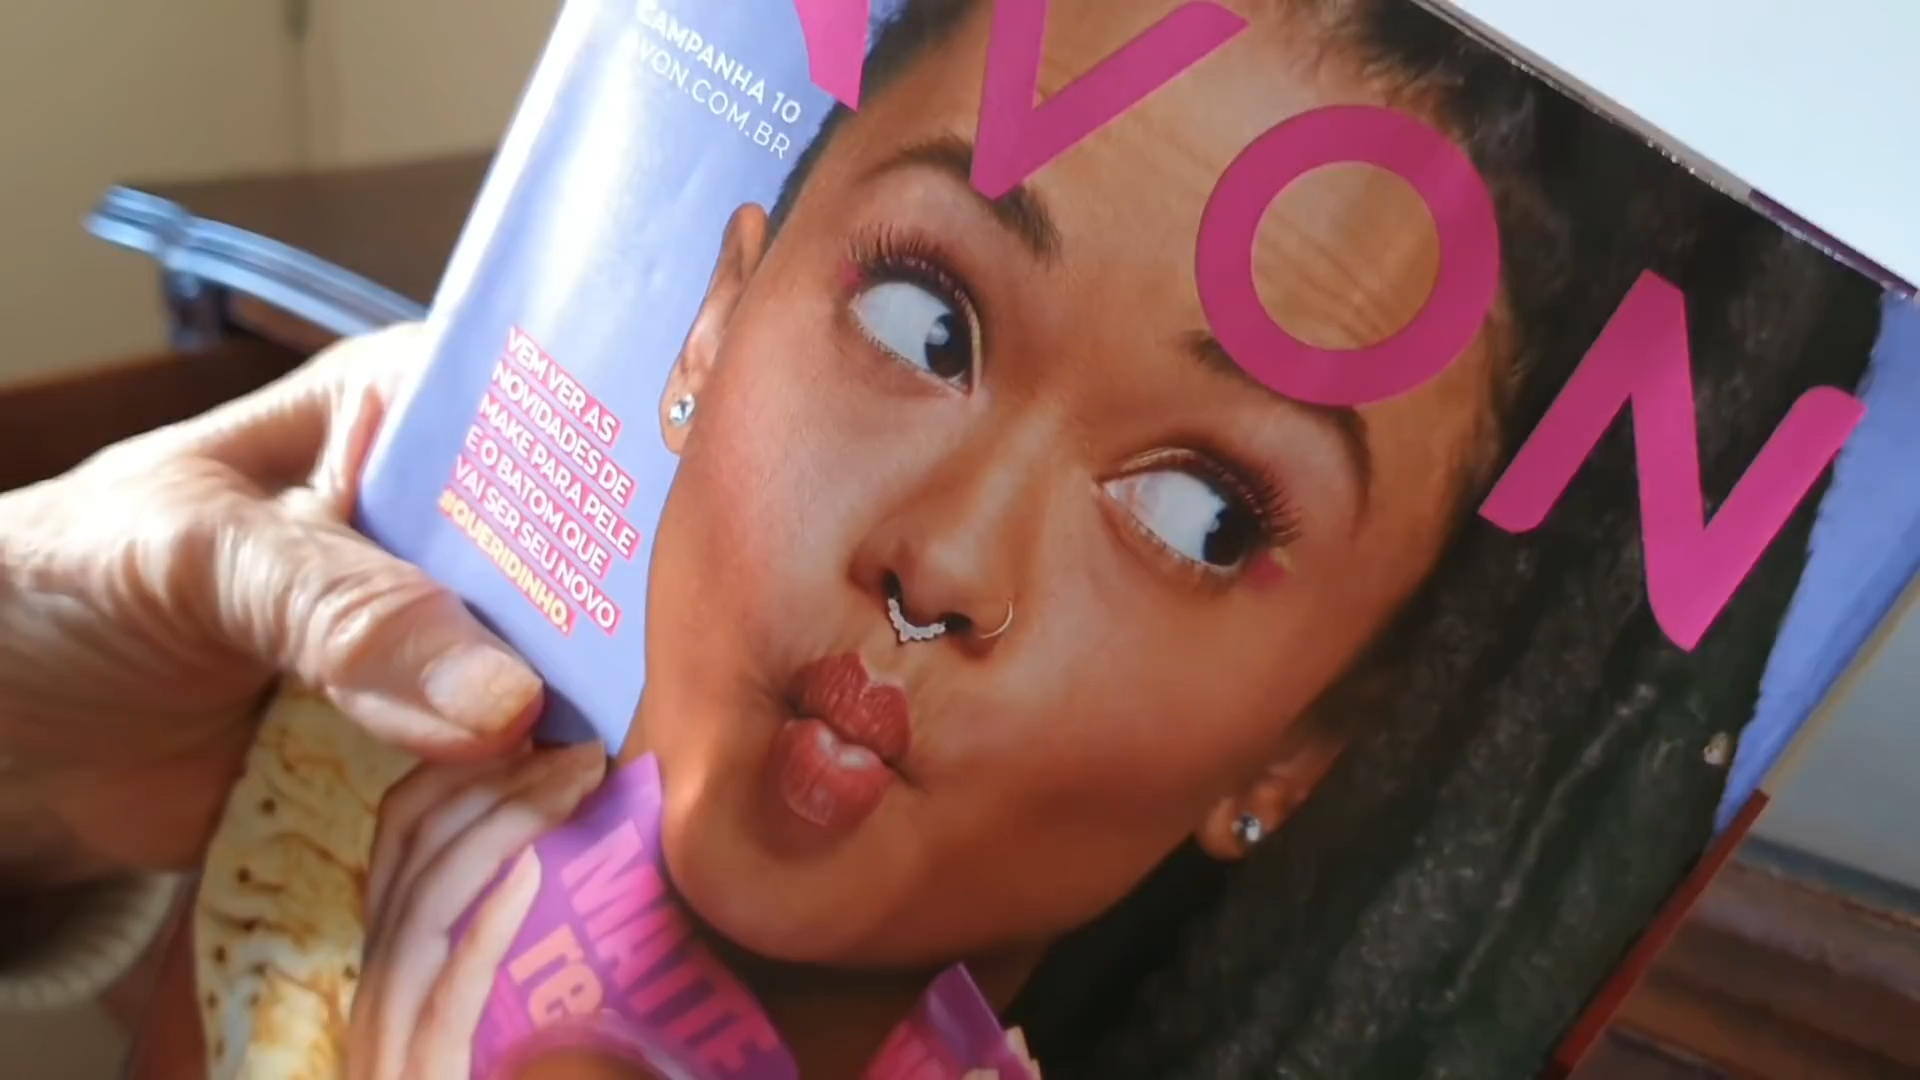 AVON
CAMPANHA 10
AVON.COM.BR
VEM VER AS
NOVIDADES DE
MAKE PARA PELE
E O BATOM QUE
VAI SER SEU NOVO
#QUERIDINHO.
MATTE